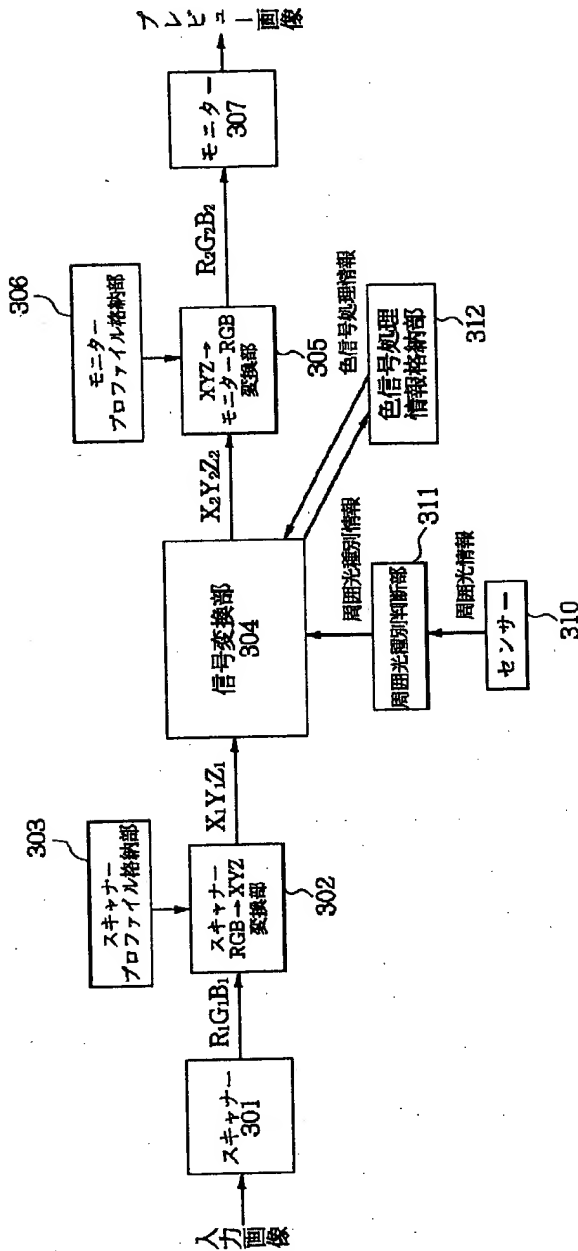 入力
画像
スキャナー
301
R₁G₁B₁
スキャナー
プロファイル格納部
303
スキャナー
RGB→XYZ
変換部
302
X₁Y₁Z₁
信号変換部
304
X₂Y₂Z₂
モニター
プロファイル格納部
306
XYZ→
モニターRGB
変換部
305
R₂G₂B₂
モニター
307
プレビュー画像
色信号処理情報
色信号処理
情報格納部
312
周囲光種別情報
周囲光種別判断部
311
周囲光情報
センサー
310